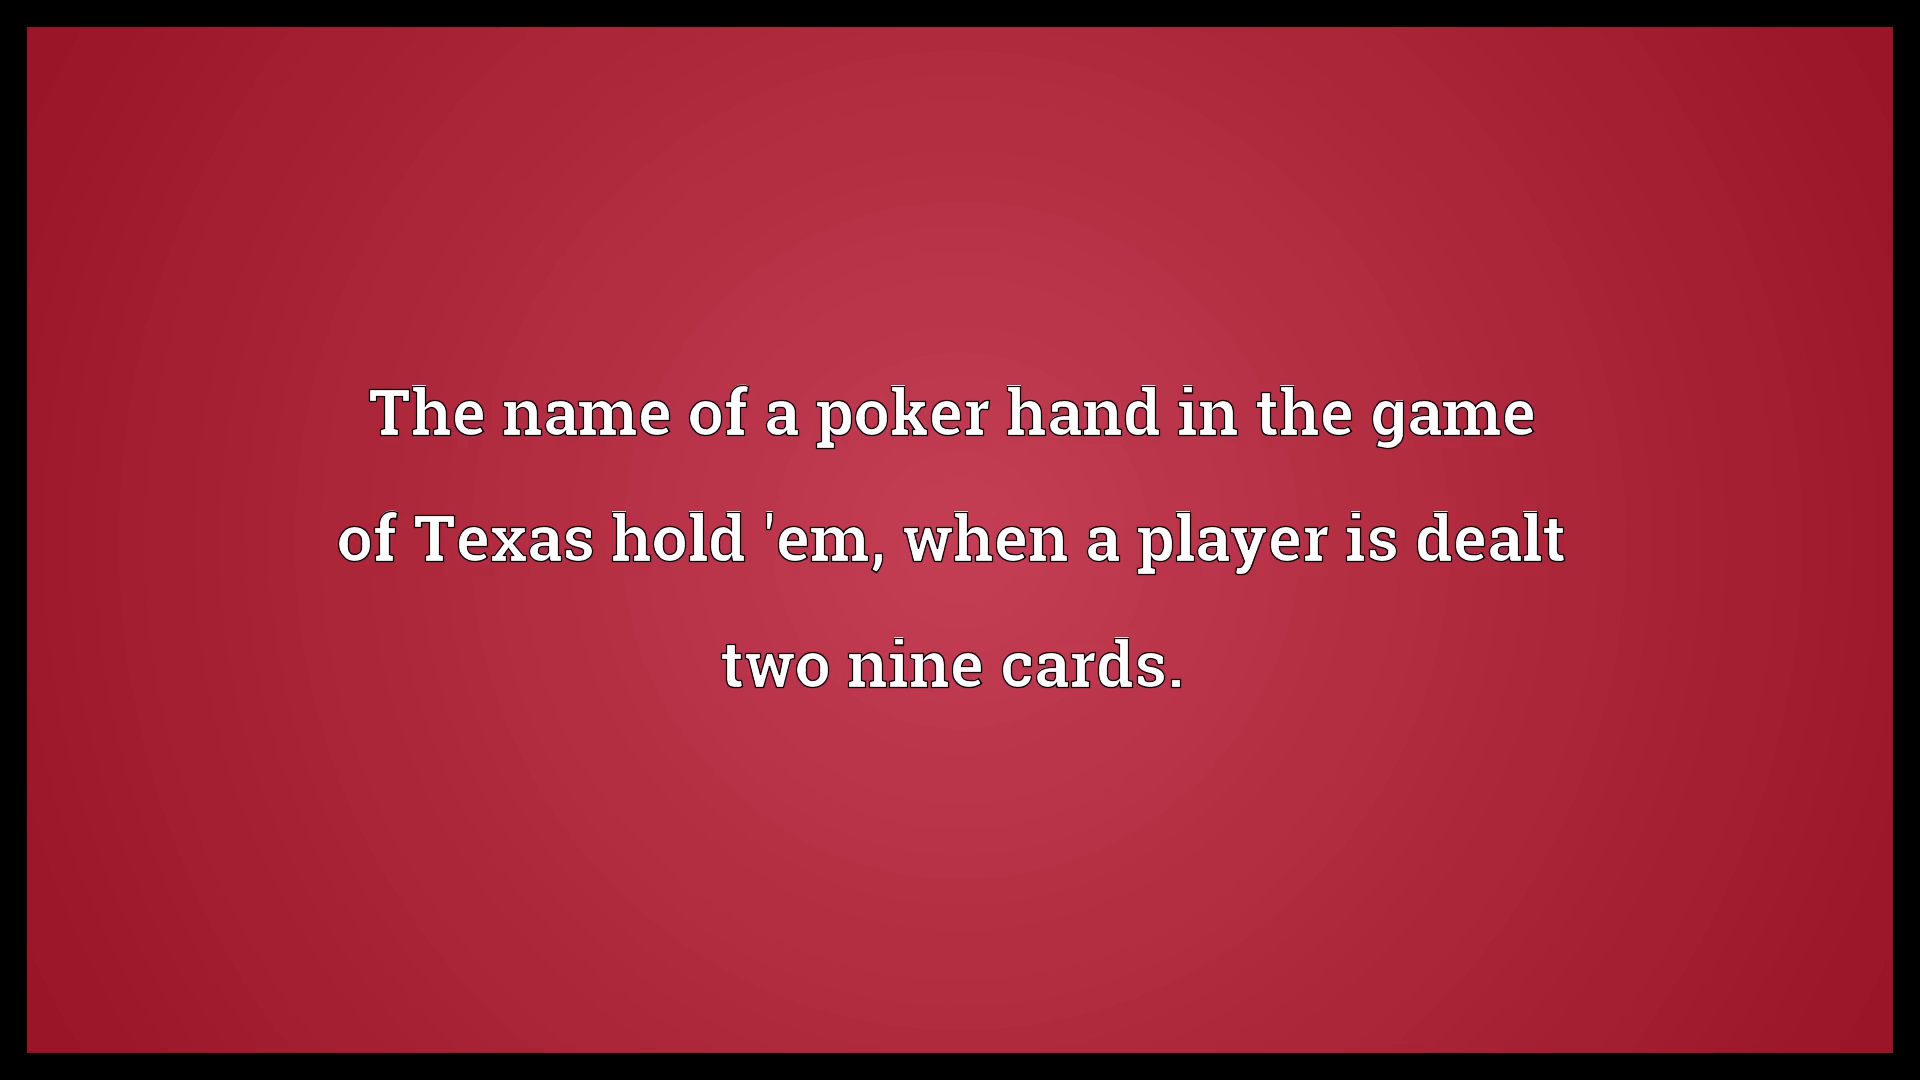 The name of a poker hand in the game
of Texas hold 'em, when a player is dealt
two nine cards.